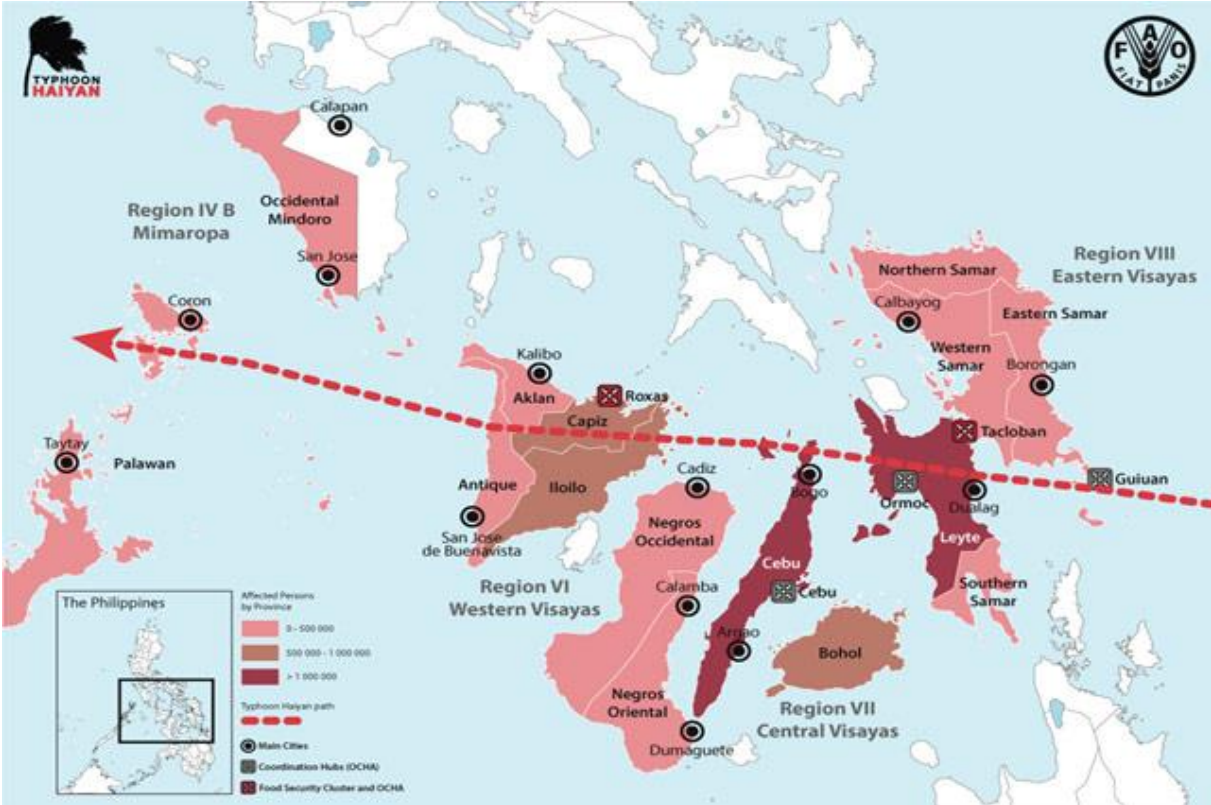 TYPHOON
HAIYAN
F A O
FIAT PANIS
Calapan
Region IV B
Mimaropa
Occidental
Mindoro
San Jose
Coron
Region VIII
Eastern Visayas
Northern Samar
Calbayog
Eastern Samar
Western
Samar
Borongan
Kalibo
Aklan
Roxas
Capiz
Tacloban
Taytay
Palawan
Antique
Iloilo
Cadiz
Bogo
Ormoc
Dualag
Guiuan
San Jose
de Buenavista
Negros
Occidental
Leyte
Cebu
Southern
Samar
Region VI
Western Visayas
Calamba
Cebu
Argao
Bohol
Negros
Oriental
Region VII
Central Visayas
Dumaguete
The Philippines
Affected Persons
by Province
0 - 500 000
500 000 - 1 000 000
> 1 000 000
Typhoon Haiyan path
Main Cities
Coordination Hubs (OCHA)
Food Security Cluster and OCHA